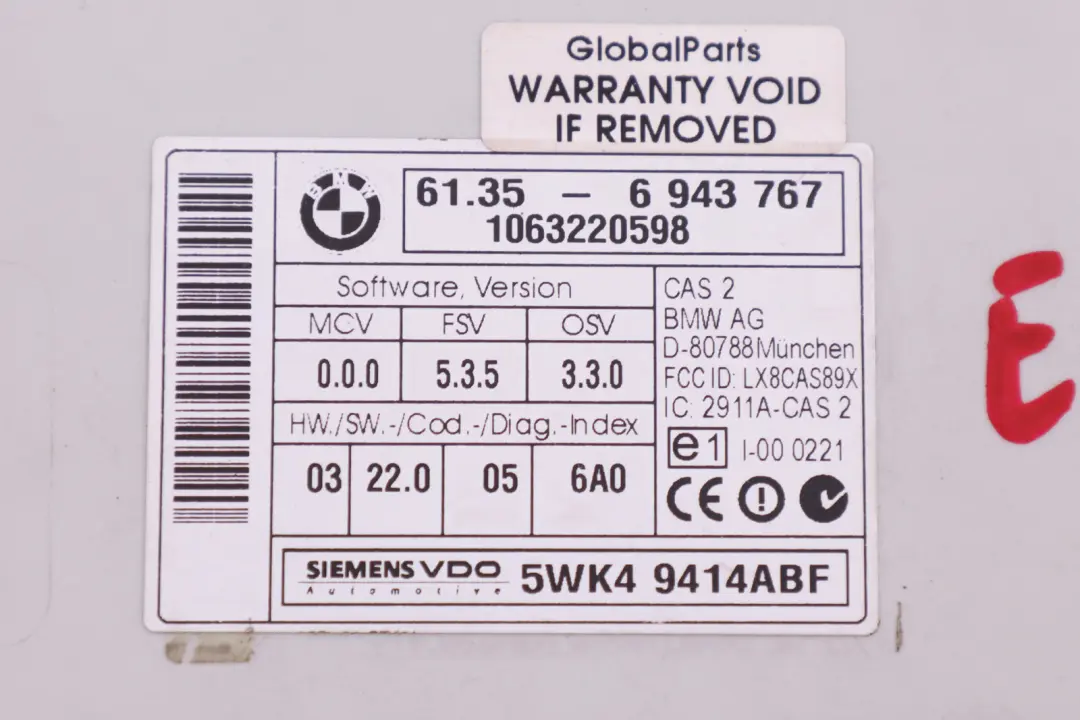 GlobalParts
WARRANTY VOID
IF REMOVED
BMW
61.35 – 6 943 767
1063220598
Software, Version
MCV FSV OSV
0.0.0 5.3.5 3.3.0
HW./SW.-/Cod.-/Diag.-Index
03 22.0 05 6A0
CAS 2
BMW AG
D-80788 München
FCC ID: LX8CAS89X
IC: 2911A-CAS 2
e1 I-00 0221
CE
SIEMENS VDO
Automotive
5WK4 9414ABF
E